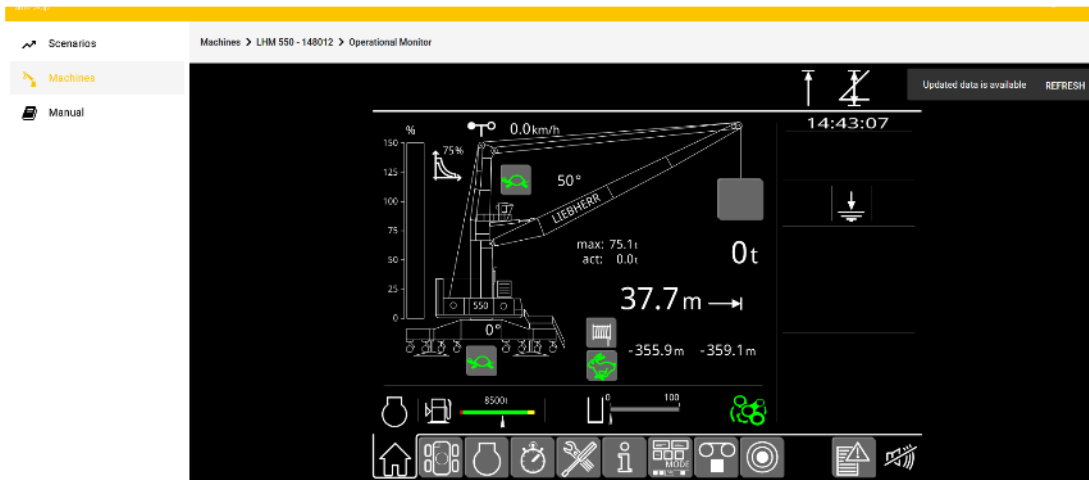 Scenarios
Machines
Manual
Machines > LHM 550 - 148012 > Operational Monitor
Updated data is available REFRESH
14:43:07
%
0.0km/h
150
75%
125
50°
100
LIEBHERR
75
max: 75.1t
act: 0.0t
0t
50
25
37.7m
550
0
0°
-355.9m -359.1m
8500l
0 100
MODE
i